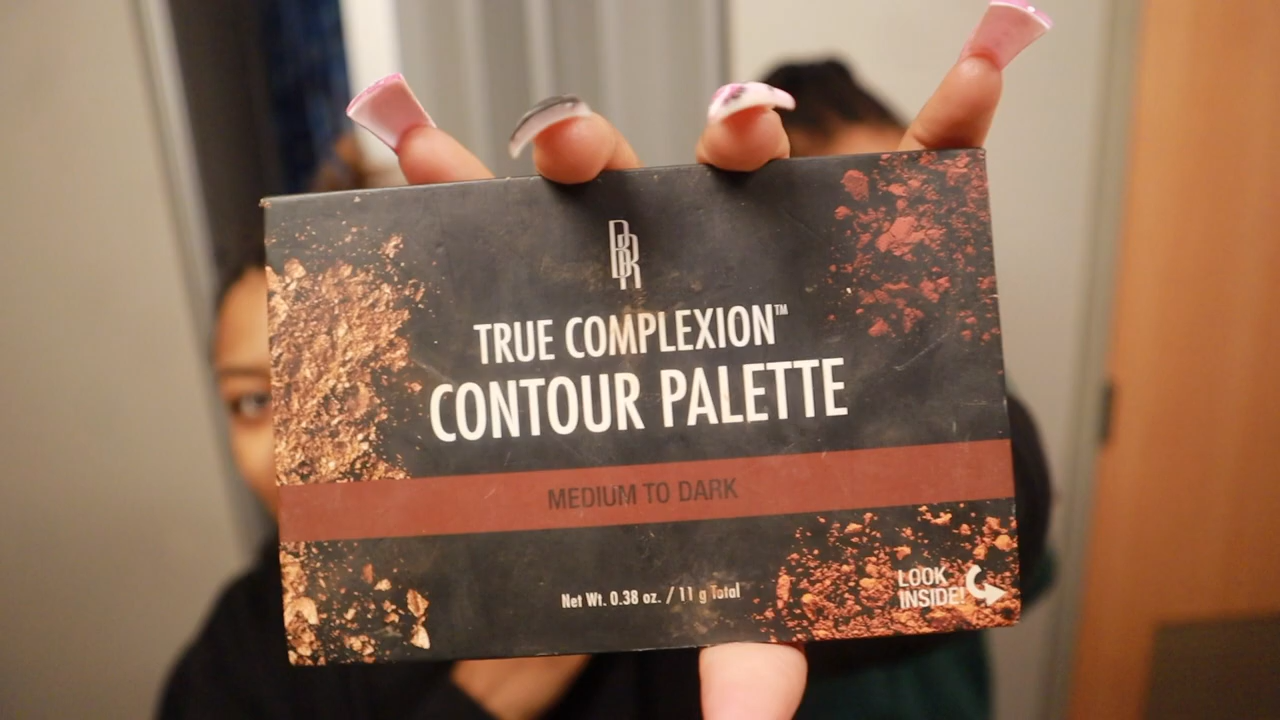 BR
TRUE COMPLEXION™
CONTOUR PALETTE
MEDIUM TO DARK
Net Wt. 0.38 oz. / 11 g Total
LOOK
INSIDE!